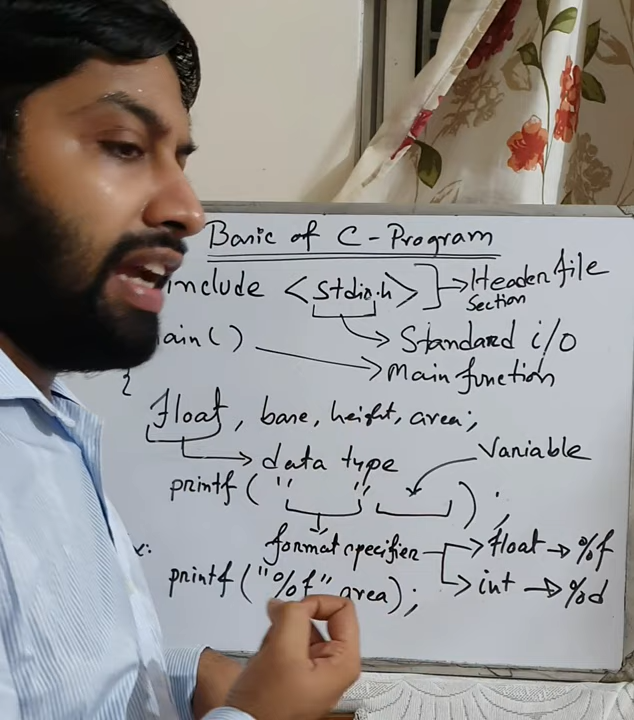 Basic of C-Program
include <stdio.h> } → Header file
Section
→ Standard i/o
ain( ) → Main function
{
float, base, height, area;
→ data type
Variable
printf (" " );
format specifier → float → %f
→ int → %d
x:
printf ("%f" area);